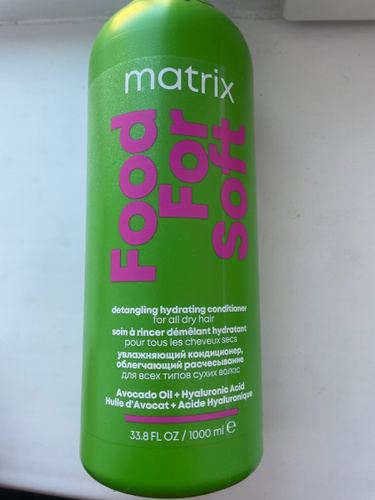 matrix
Food
For
Soft
detangling hydrating conditioner
for all dry hair
soin à rincer démêlant hydratant
pour tous les cheveux secs
увлажняющий кондиционер,
облегчающий расчесывание
для всех типов сухих волос
Avocado Oil + Hyaluronic Acid
Huile d'Avocat + Acide Hyaluronique
33.8 FL OZ / 1000 ml ℮